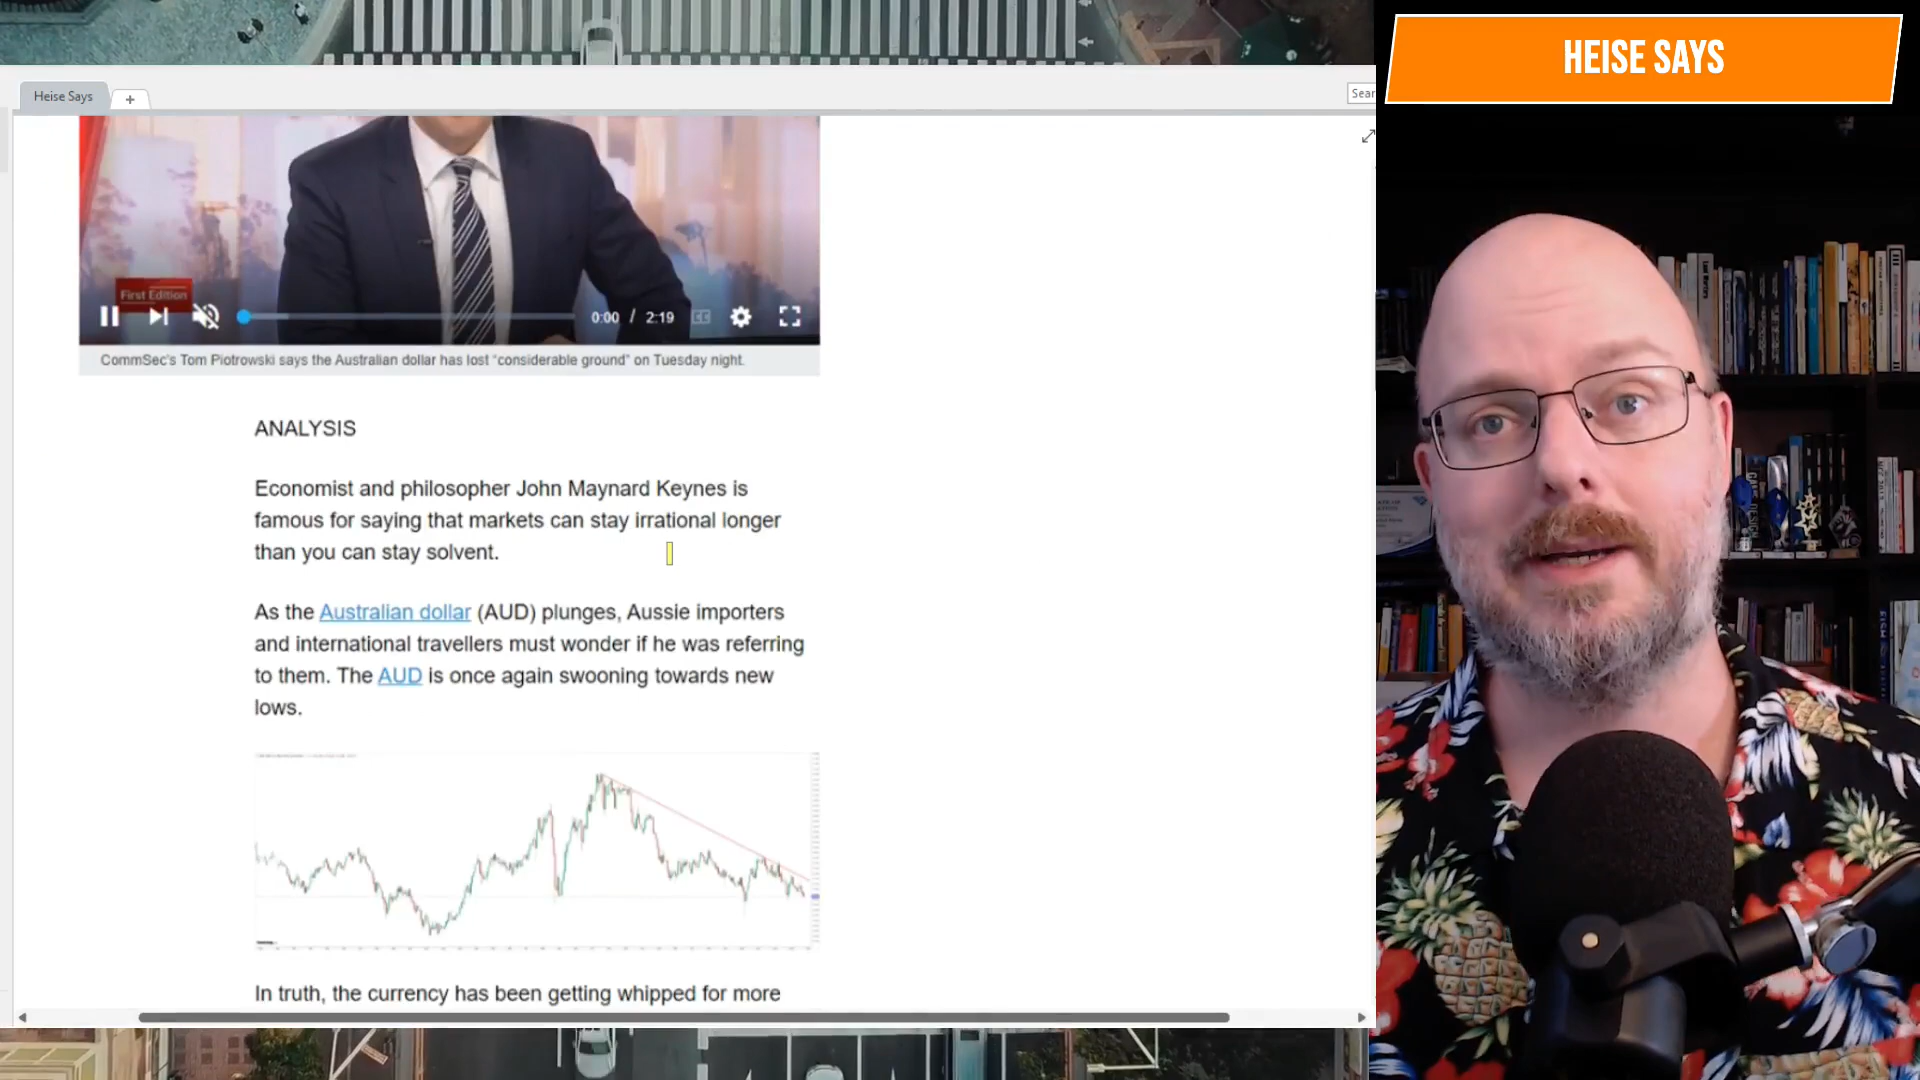 HEISE SAYS
Heise Says
+
Sear
First Edition
0:00 / 2:19
CC
CommSec's Tom Piotrowski says the Australian dollar has lost "considerable ground" on Tuesday night.
ANALYSIS
Economist and philosopher John Maynard Keynes is
famous for saying that markets can stay irrational longer
than you can stay solvent.
As the Australian dollar (AUD) plunges, Aussie importers
and international travellers must wonder if he was referring
to them. The AUD is once again swooning towards new
lows.
In truth, the currency has been getting whipped for more